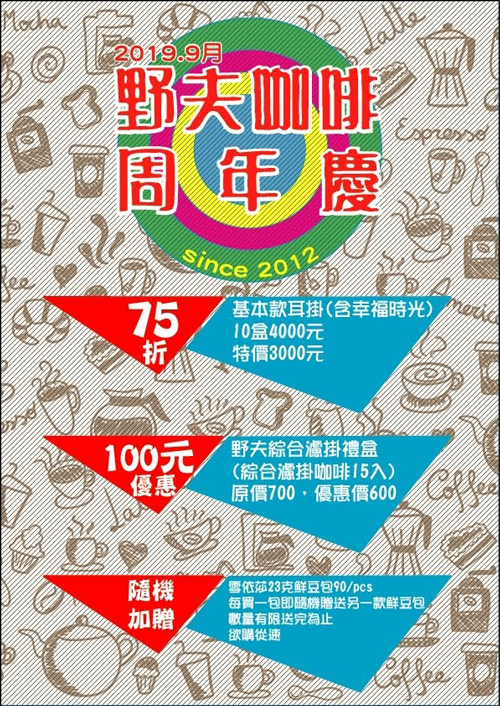 Mocha
Latte
2019.9月
野夫咖啡
Espresso
周年慶
since 2012
75
折
基本款耳掛(含幸福時光)
10盒4000元
特價3000元
100元
優惠
野夫綜合濾掛禮盒
(綜合濾掛咖啡15入)
原價700，優惠價600
Coffee
隨機
加贈
雪依莎23克鮮豆包90/pcs
每買一包即隨機贈送另一款鮮豆包
數量有限送完為止
欲購從速
Coffee